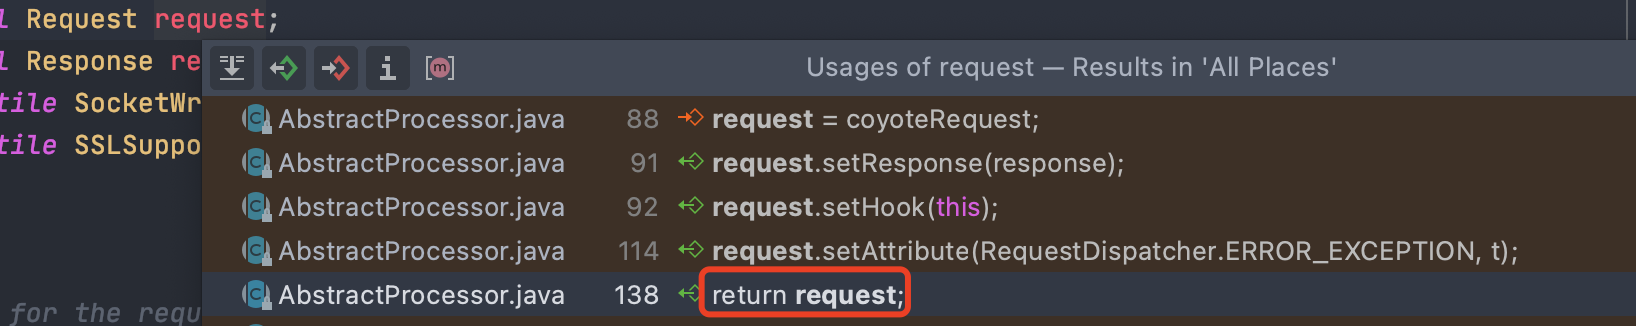 l Request request;
l Response re
tile SocketWr
tile SSLSuppo
for the requ
Usages of request — Results in 'All Places'
AbstractProcessor.java 88 request = coyoteRequest;
AbstractProcessor.java 91 request.setResponse(response);
AbstractProcessor.java 92 request.setHook(this);
AbstractProcessor.java 114 request.setAttribute(RequestDispatcher.ERROR_EXCEPTION, t);
AbstractProcessor.java 138 return request;